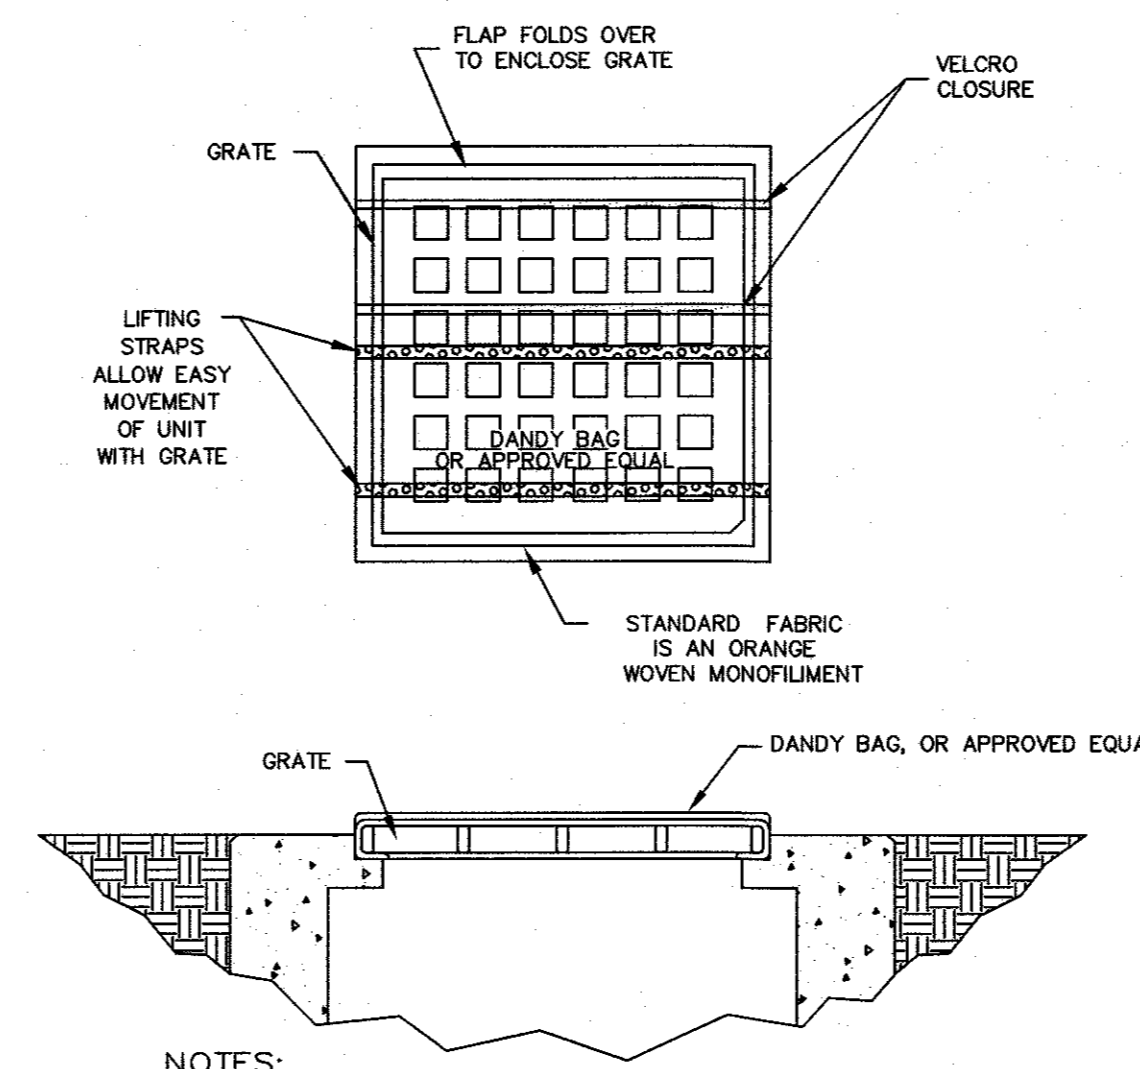 FLAP FOLDS OVER
TO ENCLOSE GRATE
VELCRO
CLOSURE
GRATE
LIFTING
STRAPS
ALLOW EASY
MOVEMENT
OF UNIT
WITH GRATE
DANDY BAG
OR APPROVED EQUAL
STANDARD FABRIC
IS AN ORANGE
WOVEN MONOFILIMENT
GRATE
DANDY BAG, OR APPROVED EQUA
NOTES: